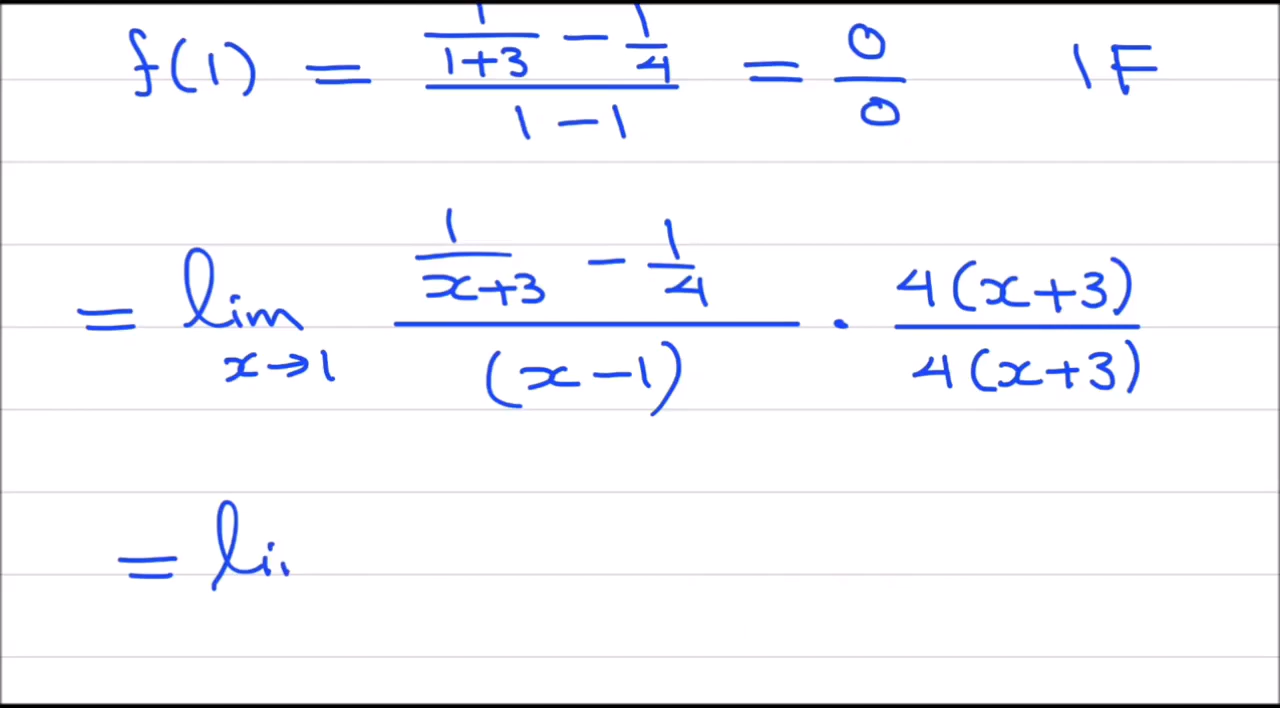 f(1) = (1/(1+3) - 1/4)/(1-1) = 0/0 IF
= lim x→1 (1/(x+3) - 1/4)/(x-1) · 4(x+3)/4(x+3)
= li